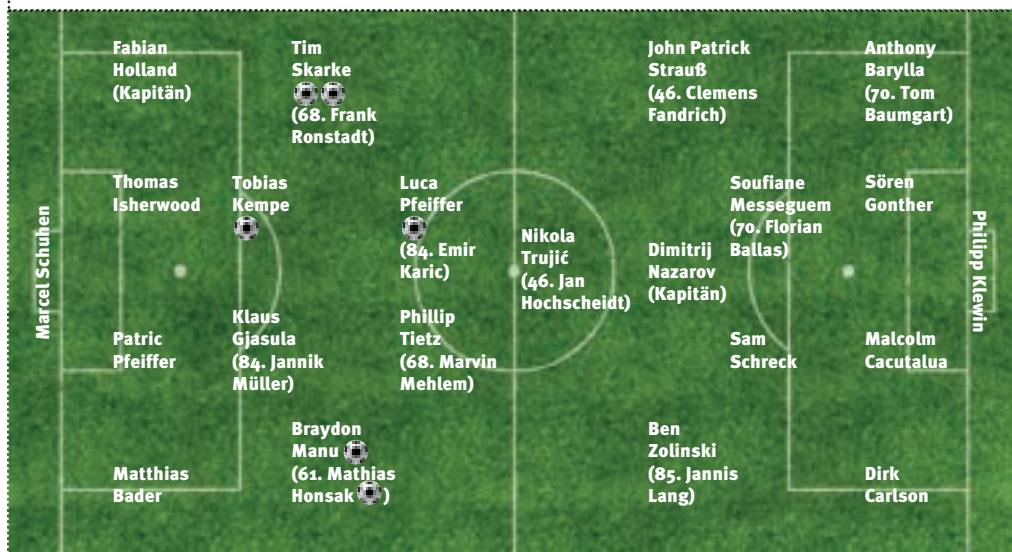 Marcel Schuhen
Fabian
Holland
(Kapitän)
Thomas
Isherwood
Patric
Pfeiffer
Matthias
Bader
Tobias
Kempe
Klaus
Gjasula
(84. Jannik
Müller)
Tim
Skarke
(68. Frank
Ronstadt)
Braydon
Manu
(61. Mathias
Honsak )
Luca
Pfeiffer
(84. Emir
Karic)
Phillip
Tietz
(68. Marvin
Mehlem)
Nikola
Trujić
(46. Jan
Hochscheidt)
John Patrick
Strauß
(46. Clemens
Fandrich)
Dimitrij
Nazarov
(Kapitän)
Ben
Zolinski
(85. Jannis
Lang)
Soufiane
Messeguem
(70. Florian
Ballas)
Sam
Schreck
Anthony
Barylla
(70. Tom
Baumgart)
Sören
Gonther
Malcolm
Cacutalua
Dirk
Carlson
Philipp Klewin